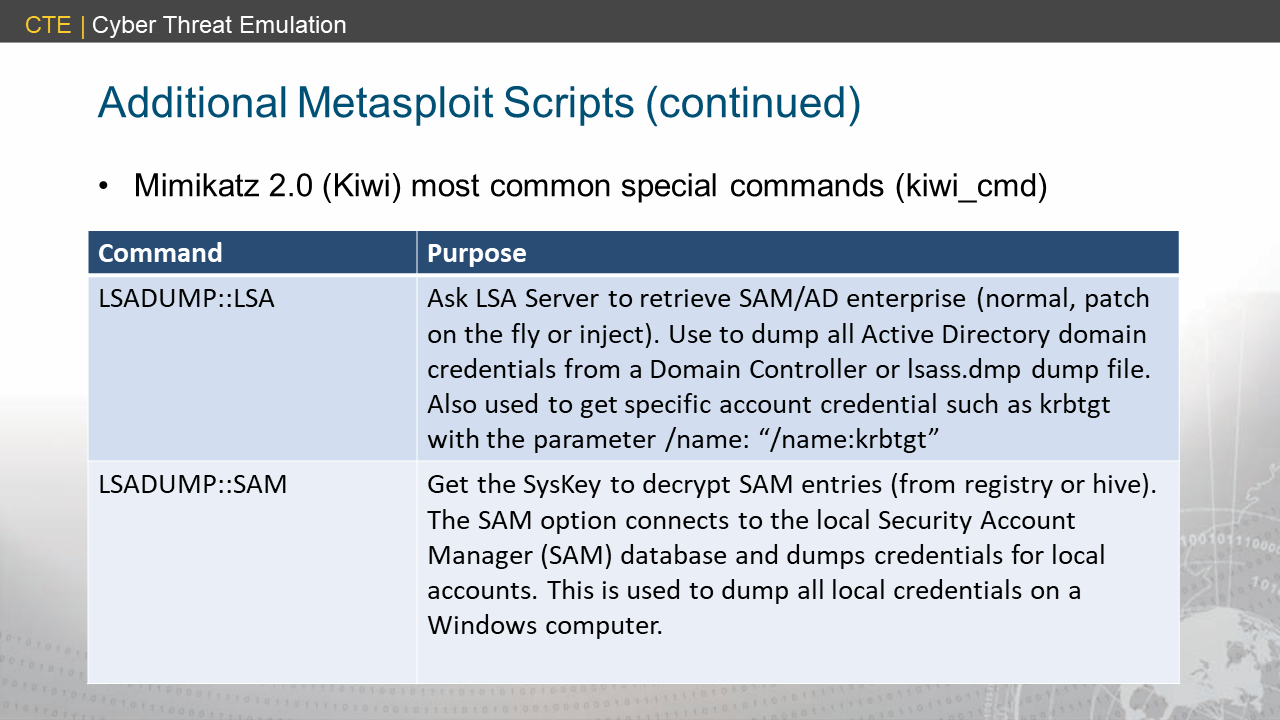 CTE | Cyber Threat Emulation
Additional Metasploit Scripts (continued)
• Mimikatz 2.0 (Kiwi) most common special commands (kiwi_cmd)
Command Purpose
LSADUMP::LSA Ask LSA Server to retrieve SAM/AD enterprise (normal, patch
on the fly or inject). Use to dump all Active Directory domain
credentials from a Domain Controller or lsass.dmp dump file.
Also used to get specific account credential such as krbtgt
with the parameter /name: “/name:krbtgt”
LSADUMP::SAM Get the SysKey to decrypt SAM entries (from registry or hive).
The SAM option connects to the local Security Account
Manager (SAM) database and dumps credentials for local
accounts. This is used to dump all local credentials on a
Windows computer.